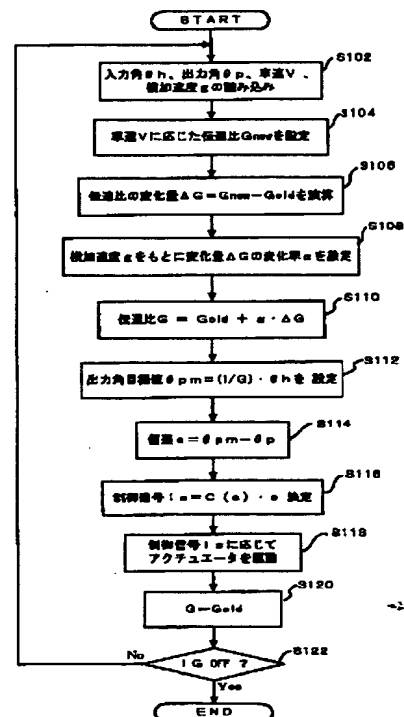 START
S102
入力角θh、出力角θp、車速V、
横加速度gの読み込み
S104
車速Vに応じた伝達比Gnewを設定
S106
伝達比の変化量ΔG=Gnew-Goldを演算
S108
横加速度gをもとに変化量ΔGの変化率αを設定
S110
伝達比G = Gold + α・ΔG
S112
出力角目標値θpm=(1/G)・θhを 設定
S114
偏差e=θpm-θp
S116
制御信号Is=C(s)・e 決定
S118
制御信号Isに応じて
アクチュエータを駆動
S120
G→Gold
S122
No
IG OFF ?
Yes
END